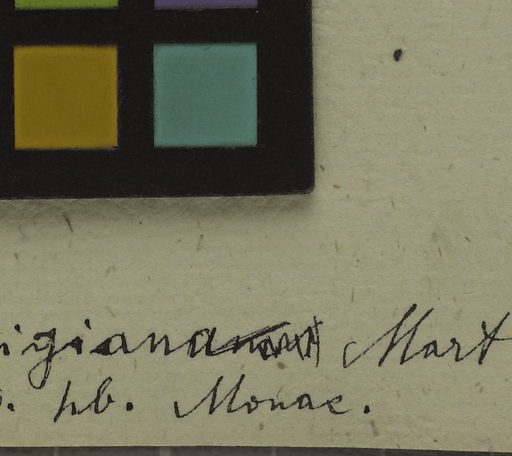 igiana Mart
. hb. Monac.